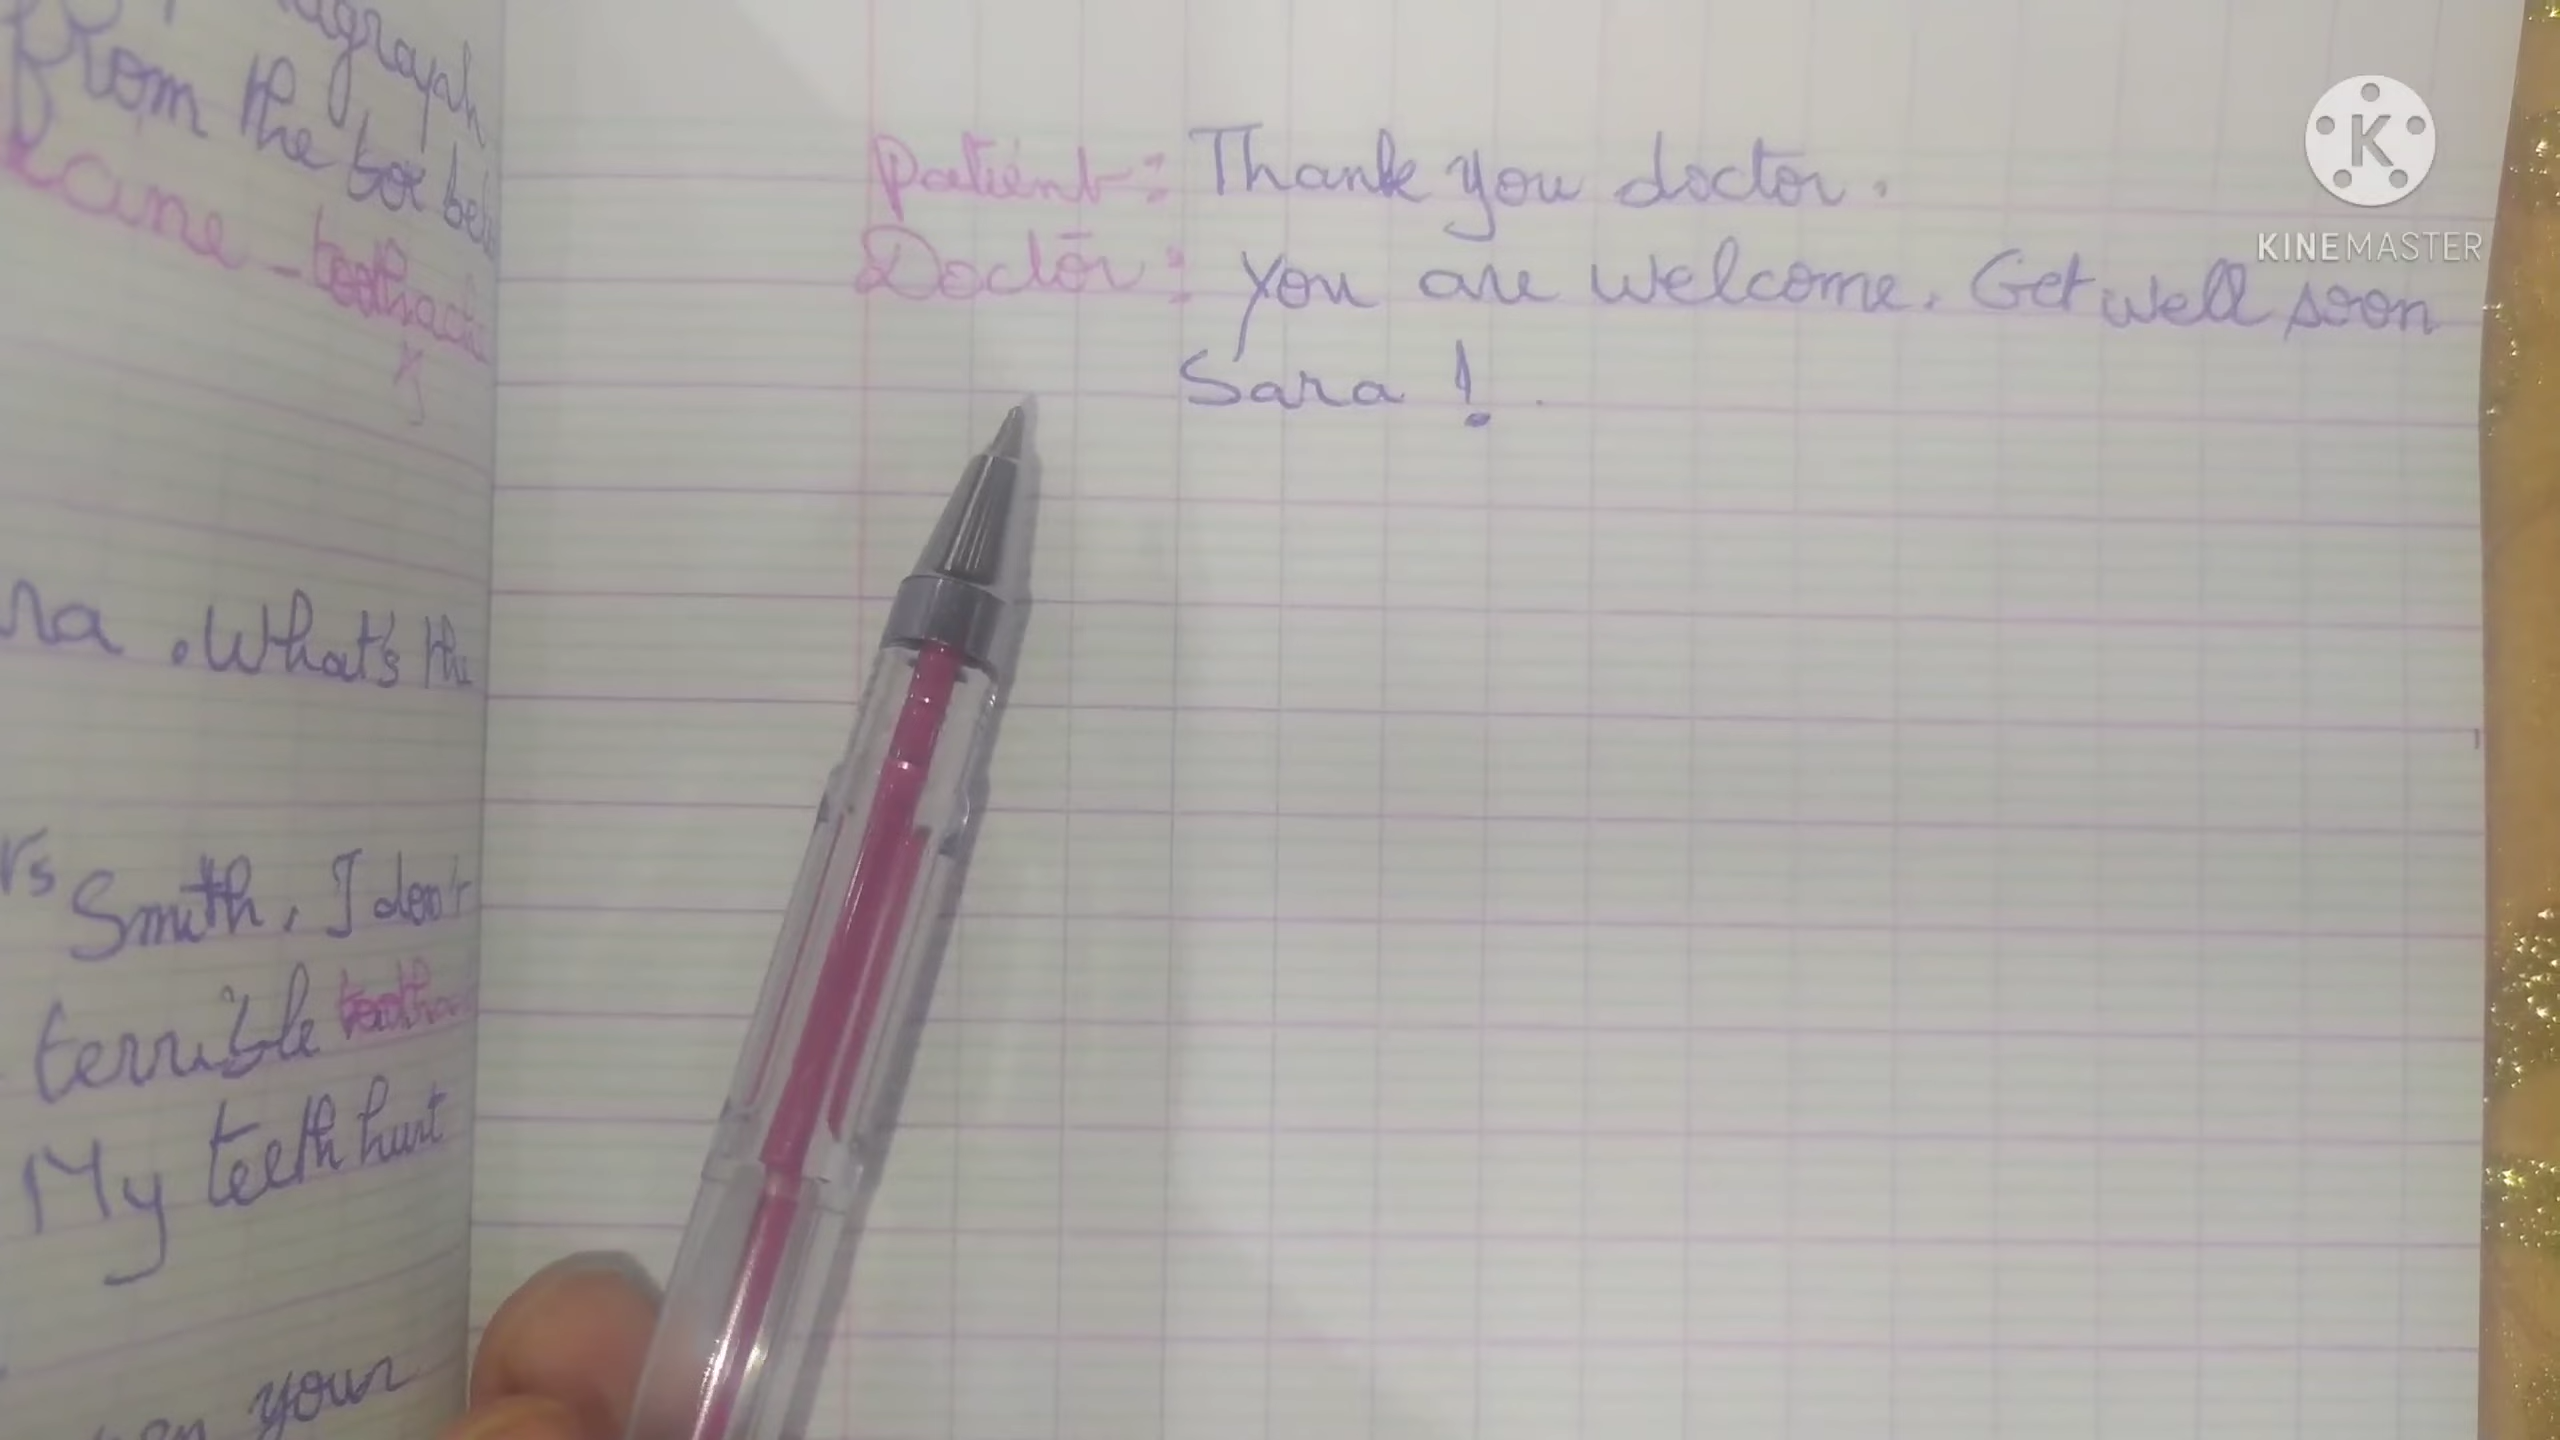 from the box
toothache
What's the
Smith, I don't
terrible
My teeth hurt
your
Patient: Thank you doctor.
Doctor: You are welcome. Get well soon
Sara !
K
KINEMASTER